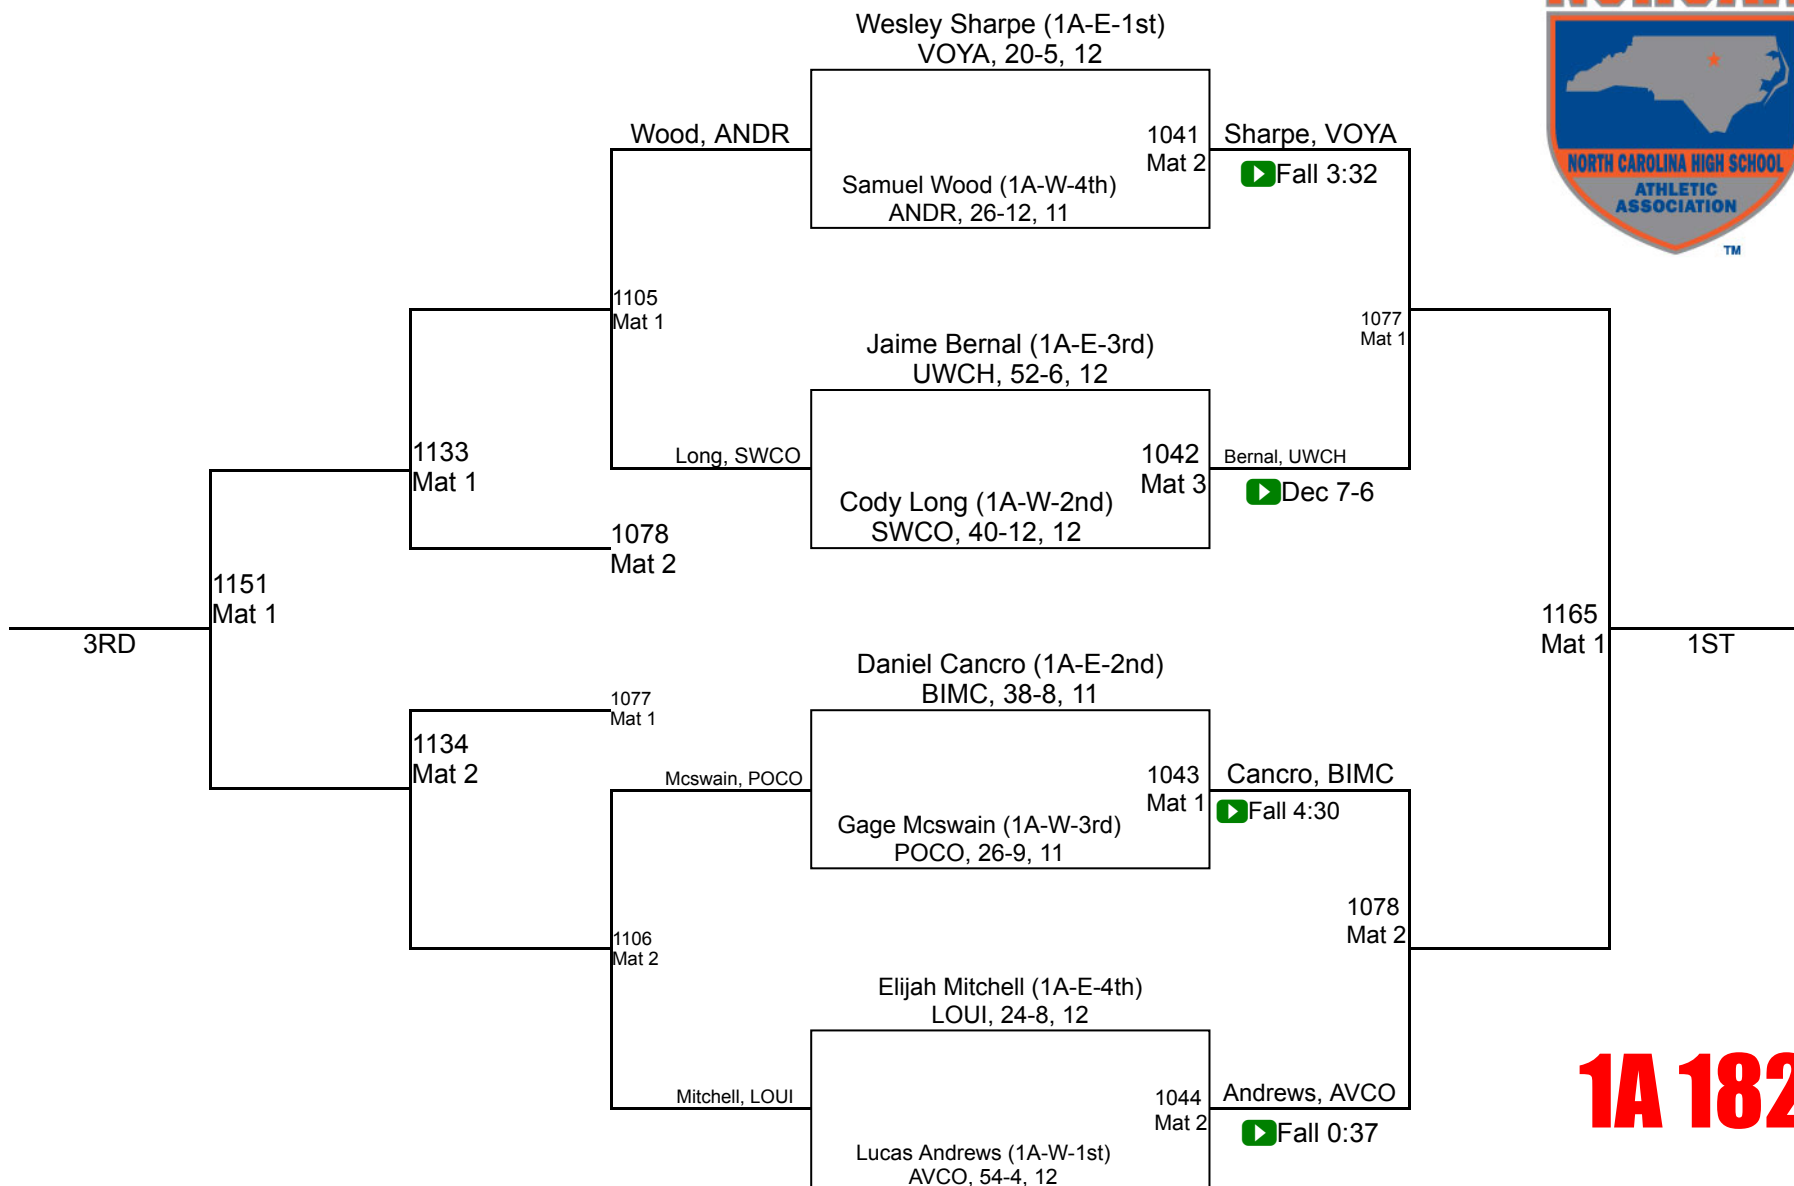 Wesley Sharpe (1A-E-1st)
VOYA, 20-5, 12
Wood, ANDR
1041
Mat 2
Sharpe, VOYA
Fall 3:32
Samuel Wood (1A-W-4th)
ANDR, 26-12, 11
NORTH CAROLINA HIGH SCHOOL
ATHLETIC
ASSOCIATION
TM
1105
Mat 1
1077
Mat 1
Jaime Bernal (1A-E-3rd)
UWCH, 52-6, 12
Long, SWCO
1042
Mat 3
Bernal, UWCH
Dec 7-6
Cody Long (1A-W-2nd)
SWCO, 40-12, 12
1133
Mat 1
1078
Mat 2
1151
Mat 1
3RD
1165
Mat 1
1ST
Daniel Cancro (1A-E-2nd)
BIMC, 38-8, 11
1077
Mat 1
1134
Mat 2
Mcswain, POCO
1043
Mat 1
Cancro, BIMC
Fall 4:30
Gage Mcswain (1A-W-3rd)
POCO, 26-9, 11
1106
Mat 2
1078
Mat 2
Elijah Mitchell (1A-E-4th)
LOUI, 24-8, 12
Mitchell, LOUI
1044
Mat 2
Andrews, AVCO
Fall 0:37
Lucas Andrews (1A-W-1st)
AVCO, 54-4, 12
1A 182